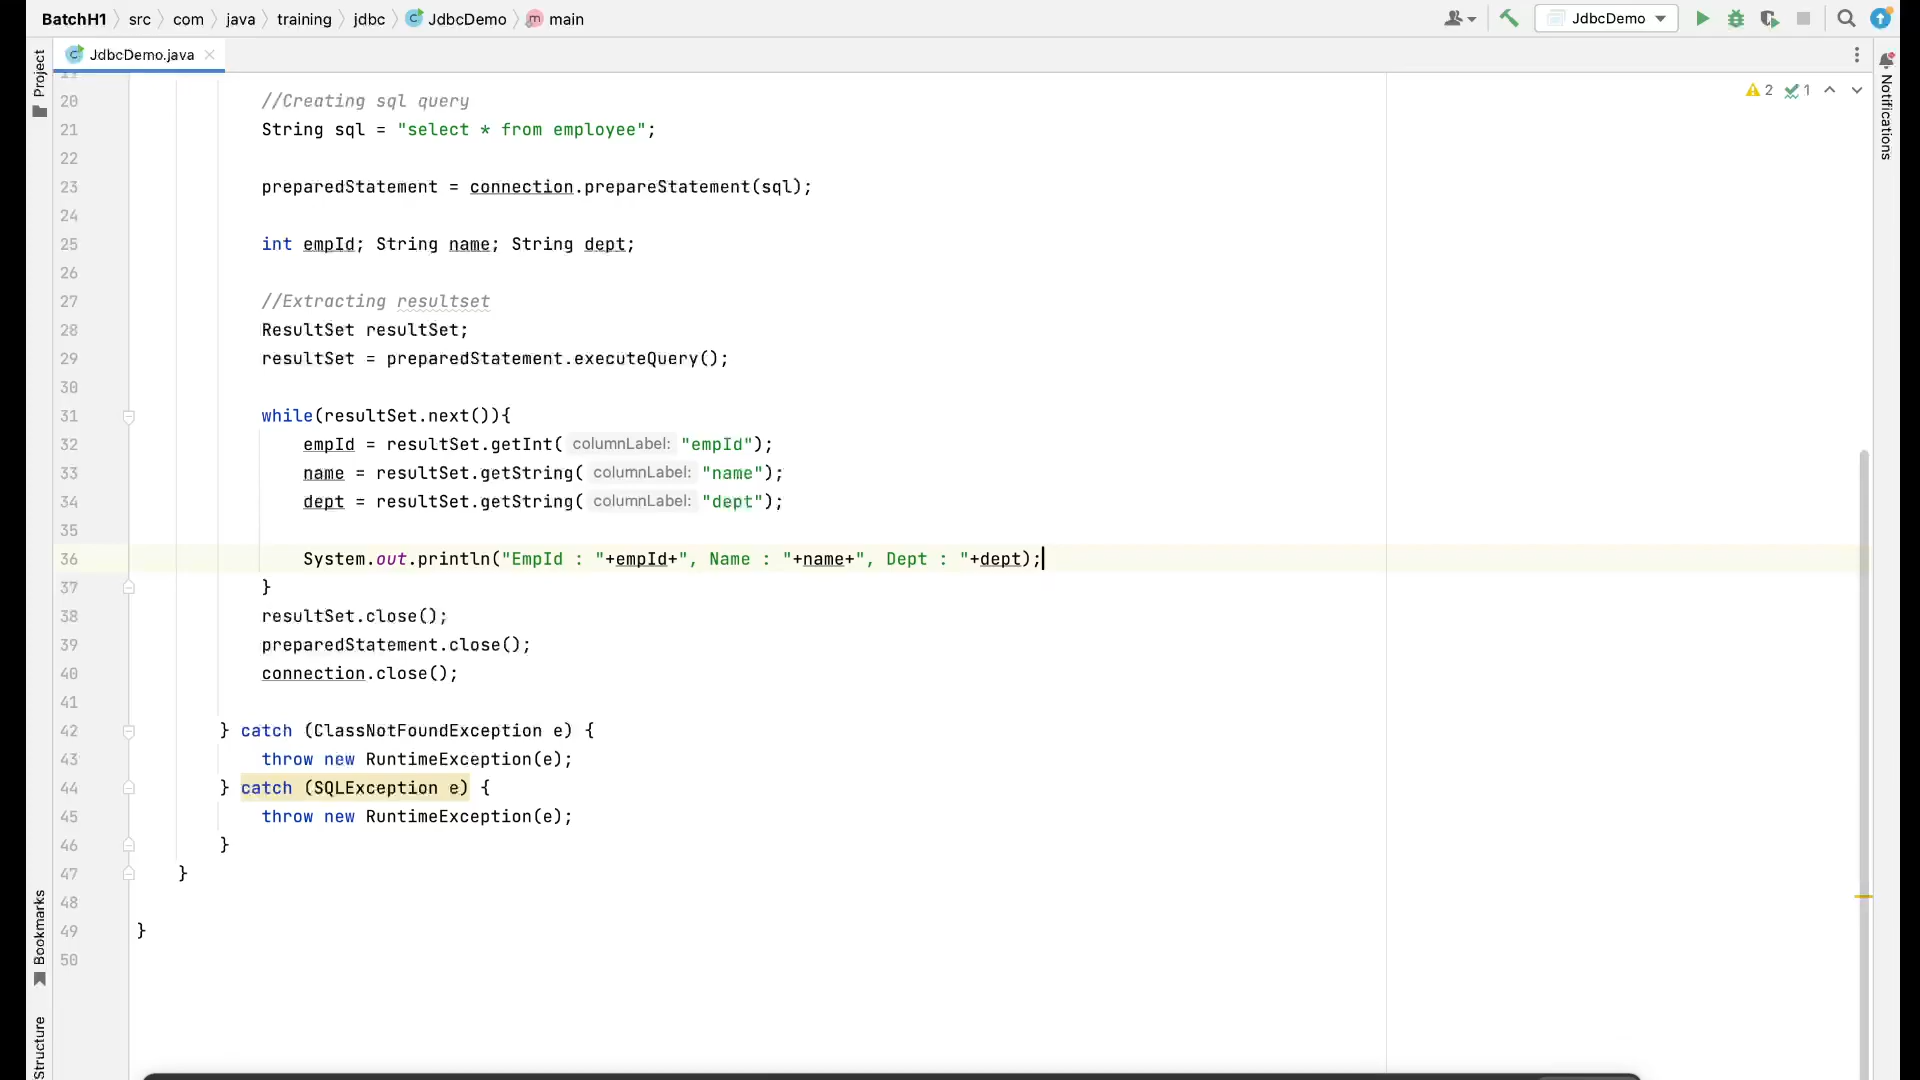 BatchH1 src com java training jdbc JdbcDemo main JdbcDemo
Project
JdbcDemo.java
2 1
Notifications
20 //Creating sql query
21 String sql = "select * from employee";
22
23 preparedStatement = connection.prepareStatement(sql);
24
25 int empId; String name; String dept;
26
27 //Extracting resultset
28 ResultSet resultSet;
29 resultSet = preparedStatement.executeQuery();
30
31 while(resultSet.next()){
32 empId = resultSet.getInt( columnLabel: "empId");
33 name = resultSet.getString( columnLabel: "name");
34 dept = resultSet.getString( columnLabel: "dept");
35
36 System.out.println("EmpId : "+empId+", Name : "+name+", Dept : "+dept);
37 }
38 resultSet.close();
39 preparedStatement.close();
40 connection.close();
41
42 } catch (ClassNotFoundException e) {
43 throw new RuntimeException(e);
44 } catch (SQLException e) {
45 throw new RuntimeException(e);
46 }
47 }
48
49 }
50
Bookmarks
Structure